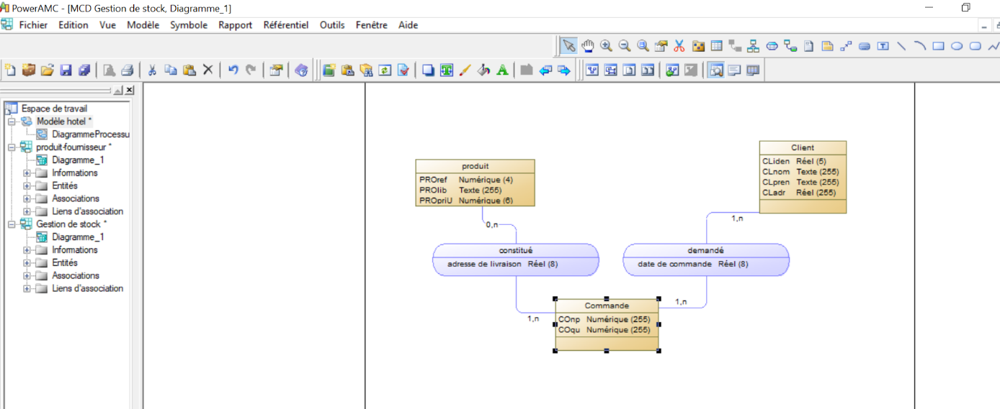 PowerAMC - [MCD Gestion de stock, Diagramme_1]
Fichier Edition Vue Modèle Symbole Rapport Référentiel Outils Fenêtre Aide
Espace de travail
Modèle hotel *
DiagrammeProcessu
produit-fournisseur *
Diagramme_1
Informations
Entités
Associations
Liens d'association
Gestion de stock *
Diagramme_1
Informations
Entités
Associations
Liens d'association
produit
PROref Numérique (4)
PROlib Texte (255)
PROpriU Numérique (6)
Client
CLiden Réel (5)
CLnom Texte (255)
CLpren Texte (255)
CLadr Réel (255)
0,n
1,n
constitué
adresse de livraison Réel (8)
demandé
date de commande Réel (8)
1,n
1,n
Commande
COnp Numérique (255)
COqu Numérique (255)